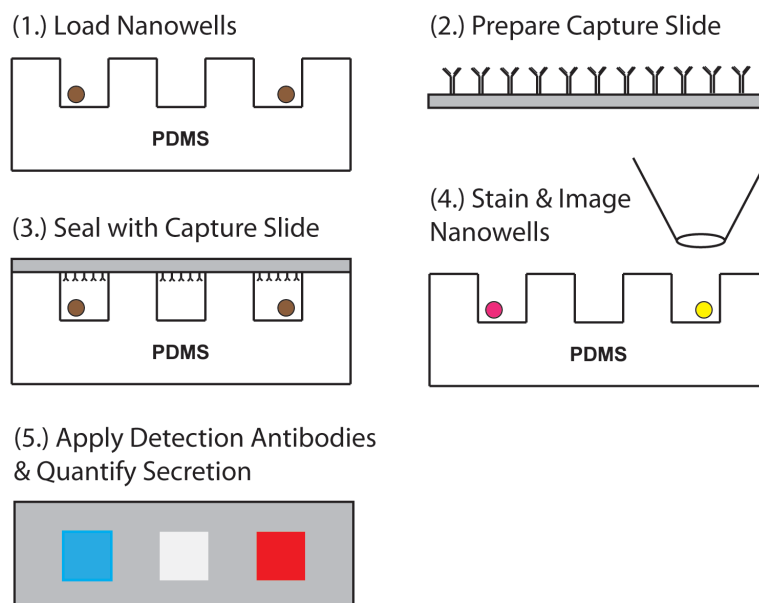 (1.) Load Nanowells
PDMS
(2.) Prepare Capture Slide
(3.) Seal with Capture Slide
PDMS
(4.) Stain & Image
Nanowells
PDMS
(5.) Apply Detection Antibodies
& Quantify Secretion